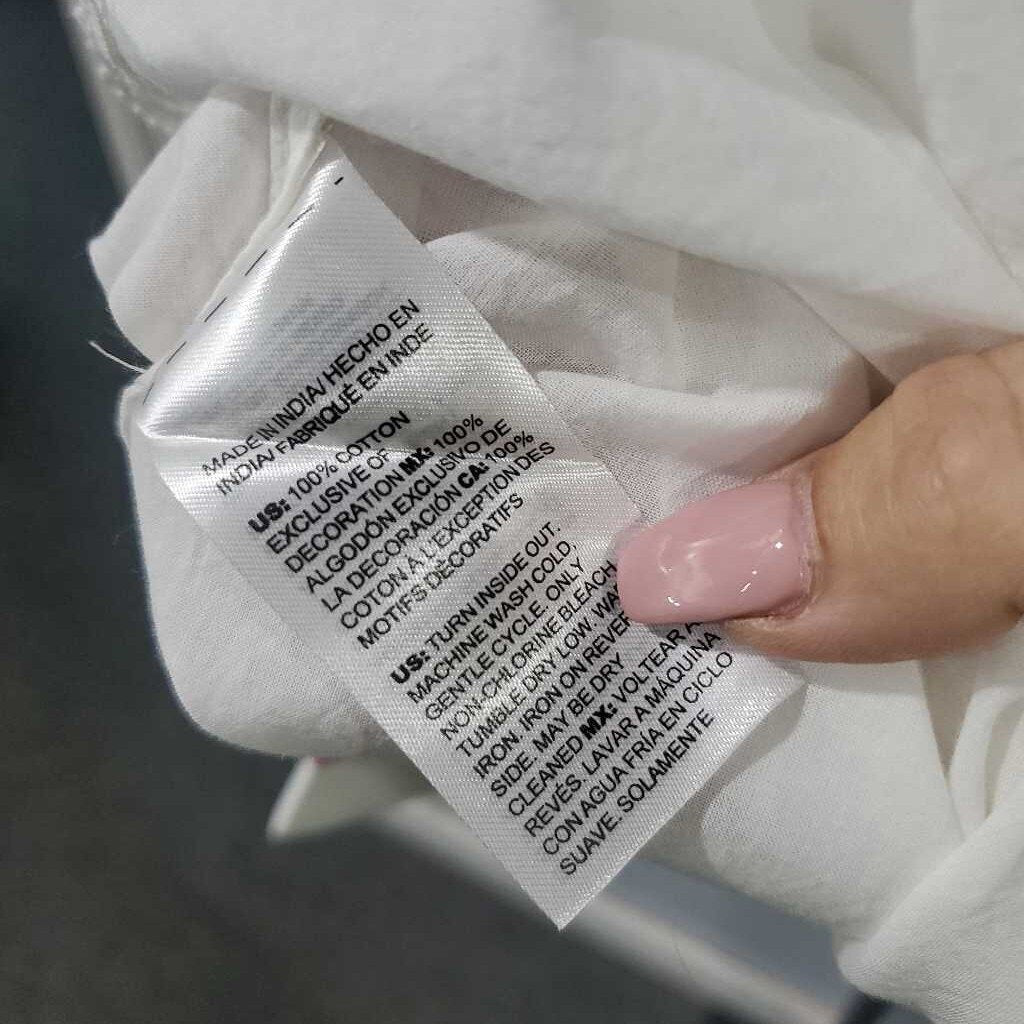 MADE IN INDIA/ HECHO EN
INDIA/ FABRIQUÉ EN INDE
US: 100% COTTON
EXCLUSIVE OF
DECORATION MX: 100%
ALGODÓN EXCLUSIVO DE
LA DECORACIÓN CA: 100%
COTON À L'EXCEPTION DES
MOTIFS DÉCORATIFS
US: TURN INSIDE OUT.
MACHINE WASH COLD,
GENTLE CYCLE. ONLY
NON-CHLORINE BLEACH
TUMBLE DRY LOW.
IRON. IRON ON
SIDE. MAY BE DRY
CLEANED MX: VOLTEAR
REVÉS. LAVAR A MÁQUINA
CON AGUA FRÍA EN CICLO
SUAVE. SOLAMENTE